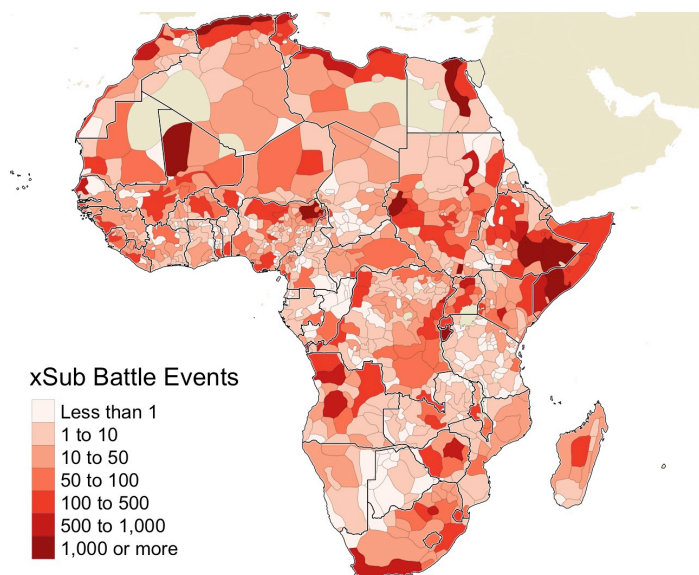 xSub Battle Events
Less than 1
1 to 10
10 to 50
50 to 100
100 to 500
500 to 1,000
1,000 or more